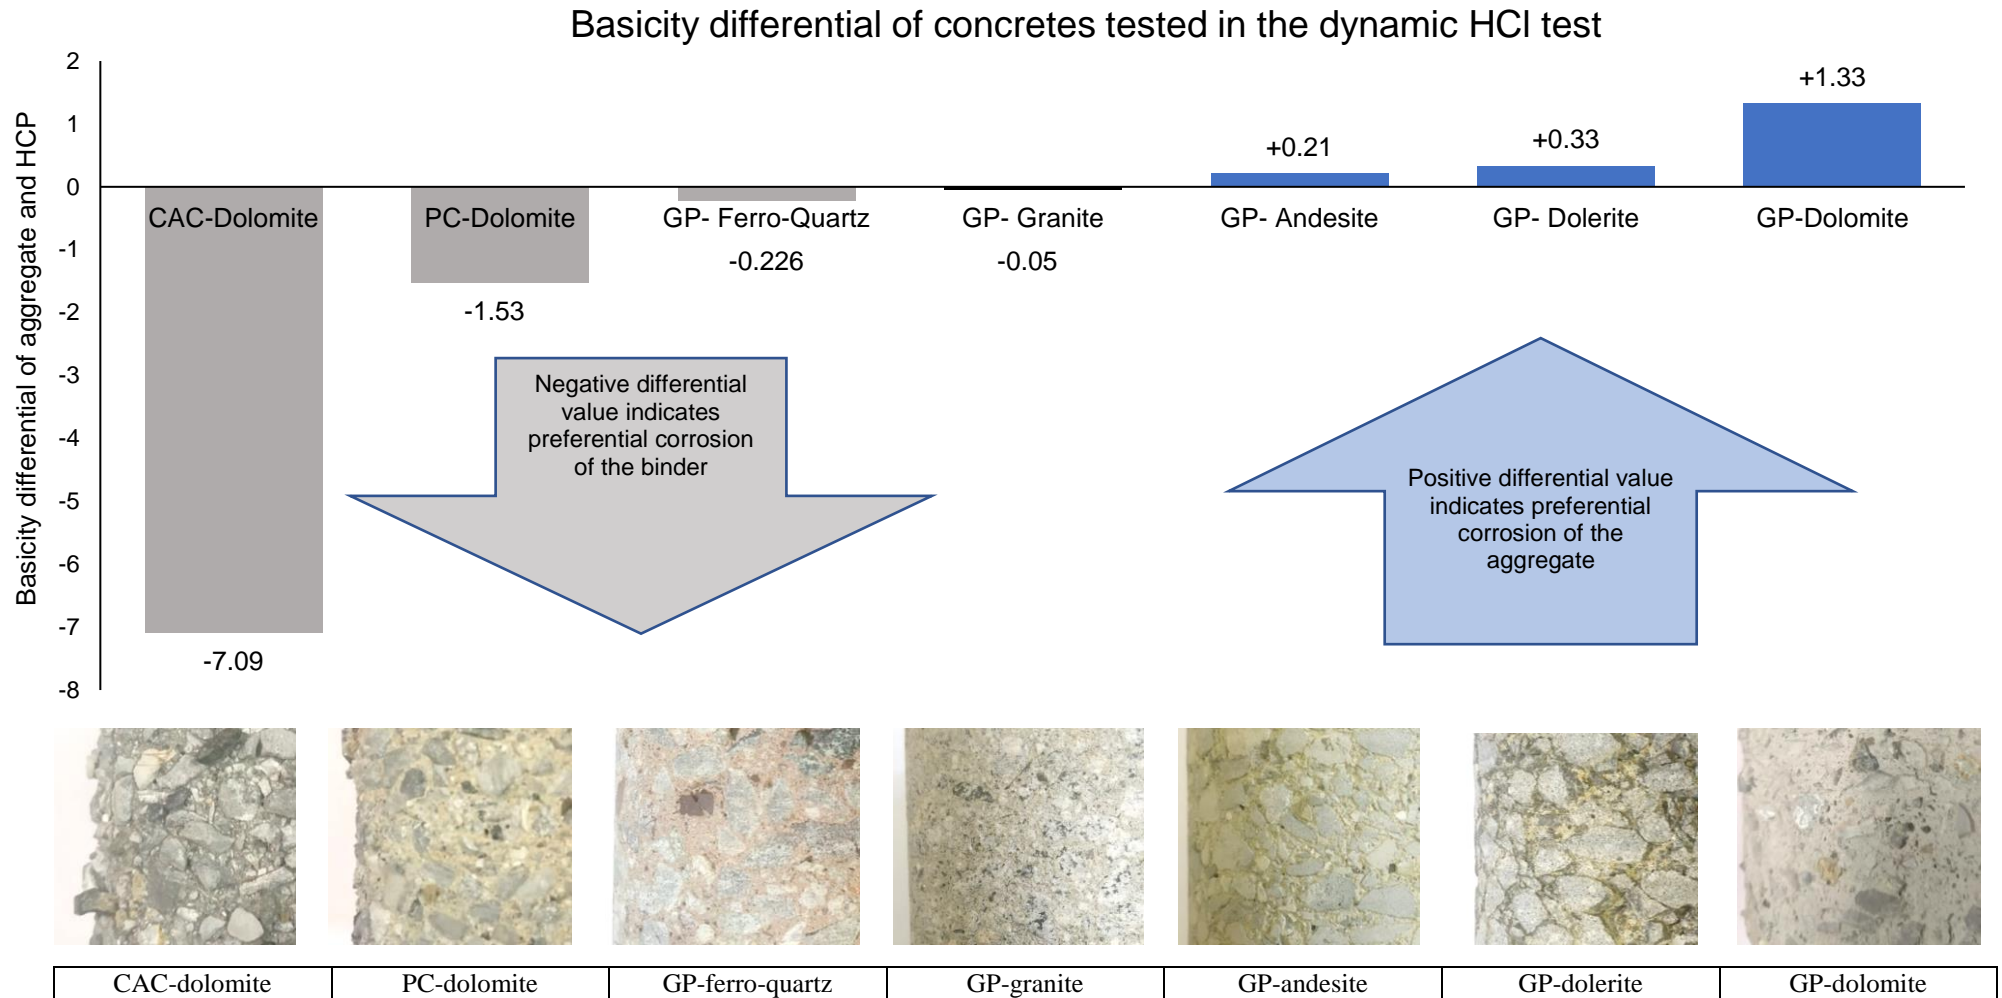 Basicity differential of concretes tested in the dynamic HCl test
Basicity differential of aggregate and HCP
2
1
0
-1
-2
-3
-4
-5
-6
-7
-8
+1.33
+0.21
+0.33
CAC-Dolomite
PC-Dolomite
GP- Ferro-Quartz
GP- Granite
GP- Andesite
GP- Dolerite
GP-Dolomite
-0.226
-0.05
-1.53
-7.09
Negative differential
value indicates
preferential corrosion
of the binder
Positive differential value
indicates preferential
corrosion of the
aggregate
CAC-dolomite
PC-dolomite
GP-ferro-quartz
GP-granite
GP-andesite
GP-dolerite
GP-dolomite